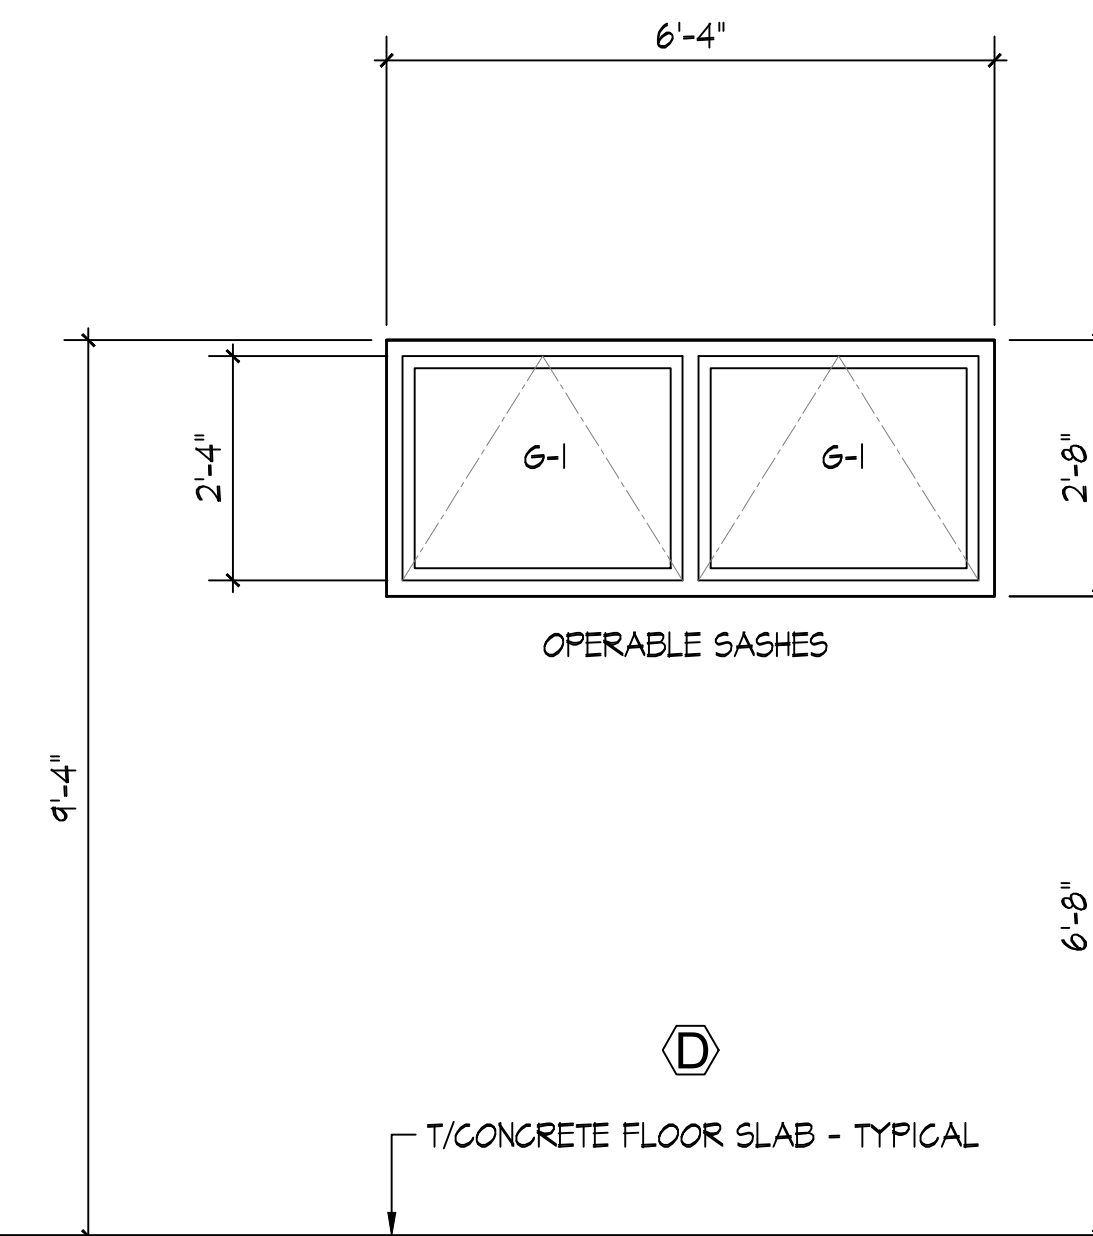 6'-4"
2'-4"
G-1
G-1
2'-8"
OPERABLE SASHES
9'-4"
6'-8"
D
T/CONCRETE FLOOR SLAB - TYPICAL